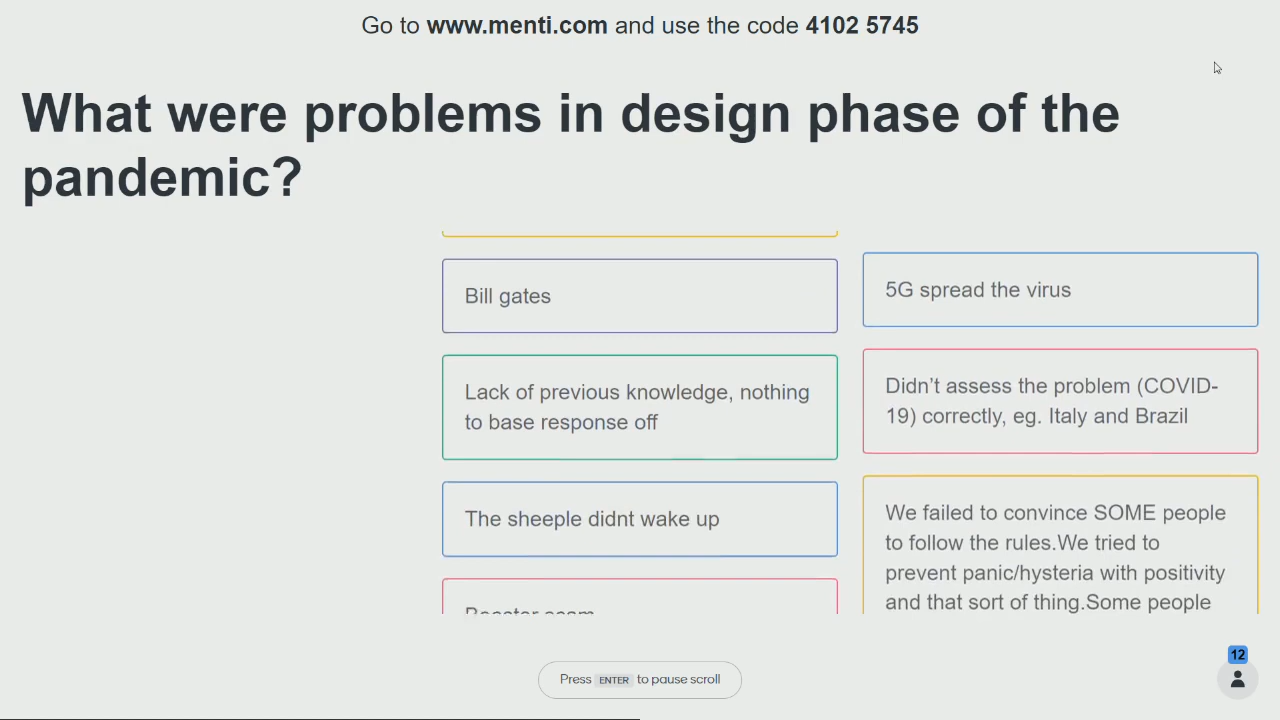 Go to www.menti.com and use the code 4102 5745
What were problems in design phase of the
pandemic?
Bill gates
Lack of previous knowledge, nothing
to base response off
The sheeple didnt wake up
5G spread the virus
Didn’t assess the problem (COVID-
19) correctly, eg. Italy and Brazil
We failed to convince SOME people
to follow the rules.We tried to
prevent panic/hysteria with positivity
and that sort of thing.Some people
Press ENTER to pause scroll
12